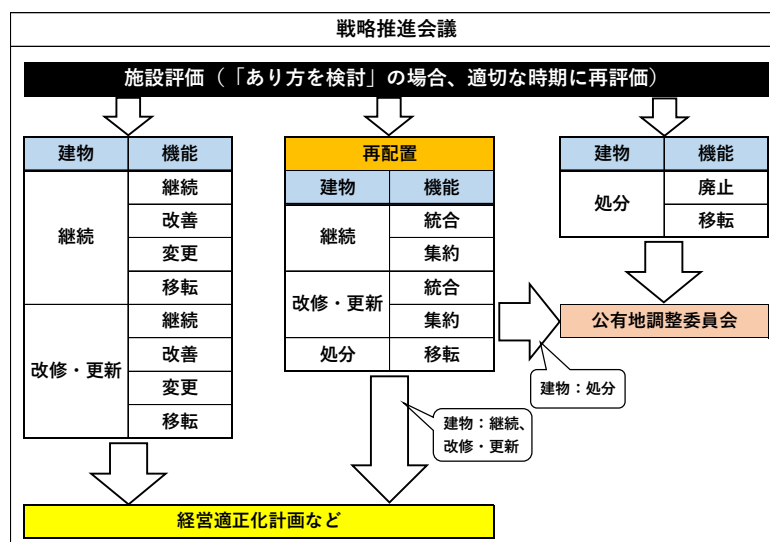 戦略推進会議
施設評価（「あり方を検討」の場合、適切な時期に再評価）
建物 機能
継続
継続
改善
変更
移転
改修・更新
継続
改善
変更
移転
再配置
建物 機能
継続
統合
集約
改修・更新
統合
集約
処分 移転
建物 機能
処分
廃止
移転
公有地調整委員会
建物：処分
建物：継続、
改修・更新
経営適正化計画など